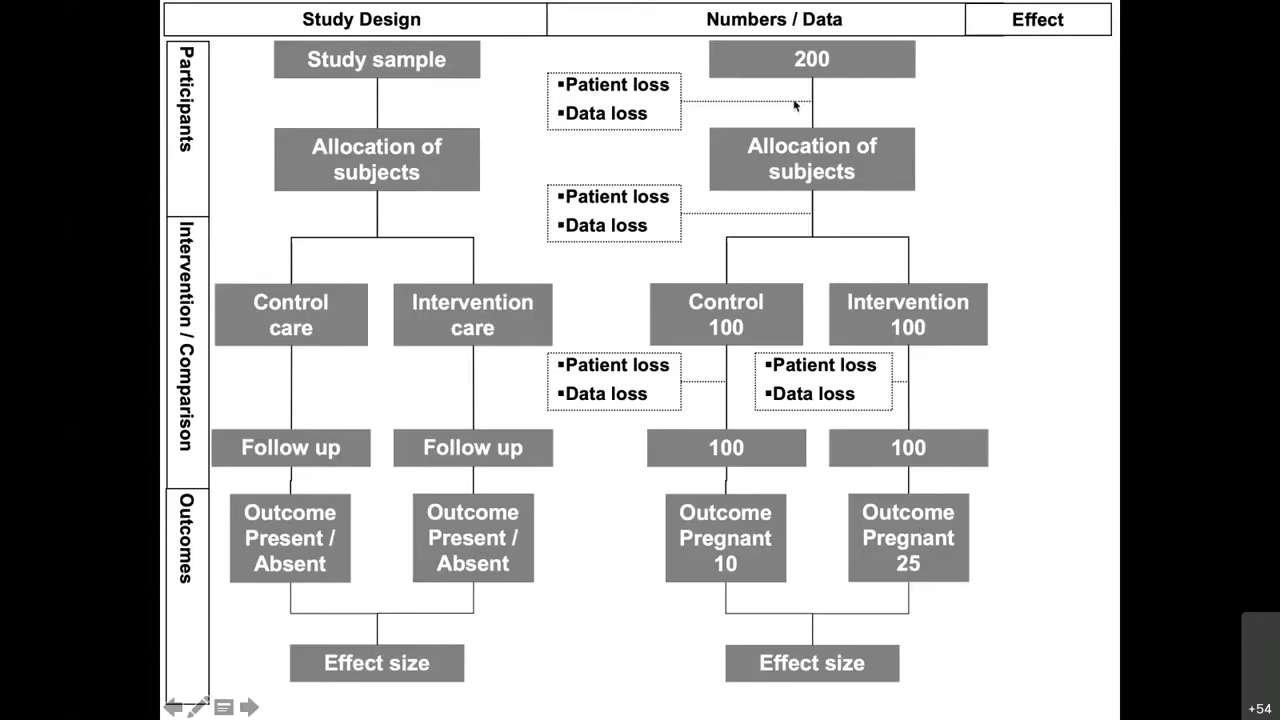 Study Design
Numbers / Data
Effect
Participants
Study sample
200
▪Patient loss
▪Data loss
Allocation of
subjects
Allocation of
subjects
▪Patient loss
▪Data loss
Intervention / Comparison
Control
care
Intervention
care
Control
100
Intervention
100
▪Patient loss
▪Data loss
▪Patient loss
▪Data loss
Follow up
Follow up
100
100
Outcomes
Outcome
Present /
Absent
Outcome
Present /
Absent
Outcome
Pregnant
10
Outcome
Pregnant
25
Effect size
Effect size
+54